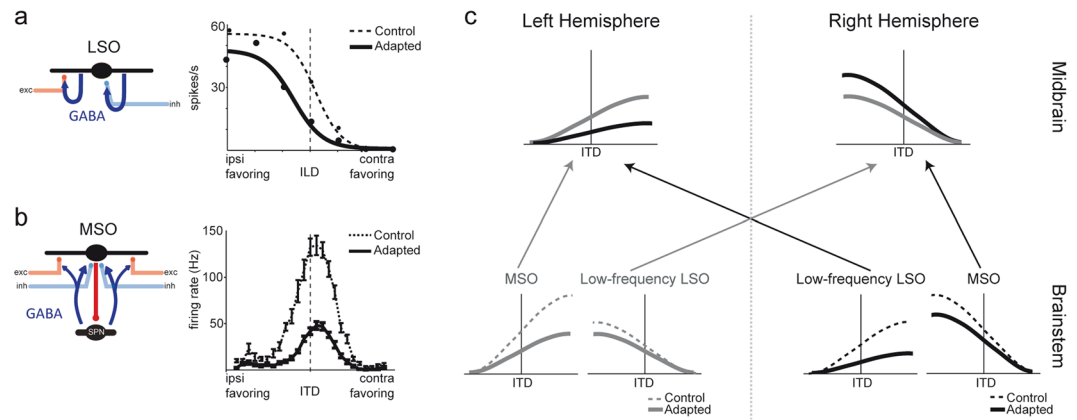 a
LSO
exc
inh
GABA
60
30
spikes/s
Control
Adapted
ipsi
favoring
ILD
contra
favoring
b
MSO
exc
exc
inh
inh
GABA
SPN
150
100
50
firing rate (Hz)
Control
Adapted
ipsi
favoring
ITD
contra
favoring
c
Left Hemisphere
Right Hemisphere
Midbrain
ITD
ITD
MSO
Low-frequency LSO
Low-frequency LSO
MSO
Brainstem
ITD
ITD
ITD
ITD
Control
Adapted
Control
Adapted